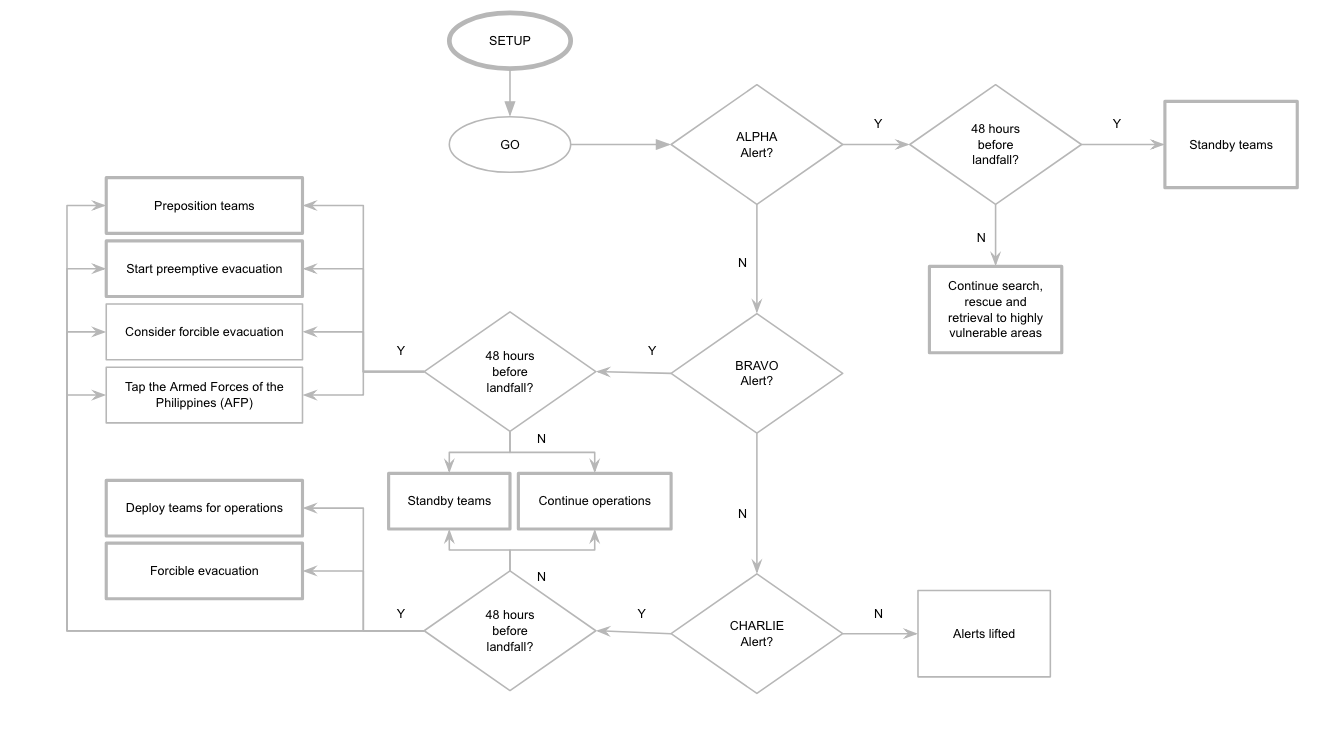 SETUP
GO
ALPHA
Alert?
Y
48 hours
before
landfall?
Y
Standby teams
N
Continue search,
rescue and
retrieval to highly
vulnerable areas
N
BRAVO
Alert?
Y
48 hours
before
landfall?
Y
Preposition teams
Start preemptive evacuation
Consider forcible evacuation
Tap the Armed Forces of the
Philippines (AFP)
N
Standby teams
Continue operations
N
CHARLIE
Alert?
N
Alerts lifted
Y
48 hours
before
landfall?
N
Y
Deploy teams for operations
Forcible evacuation